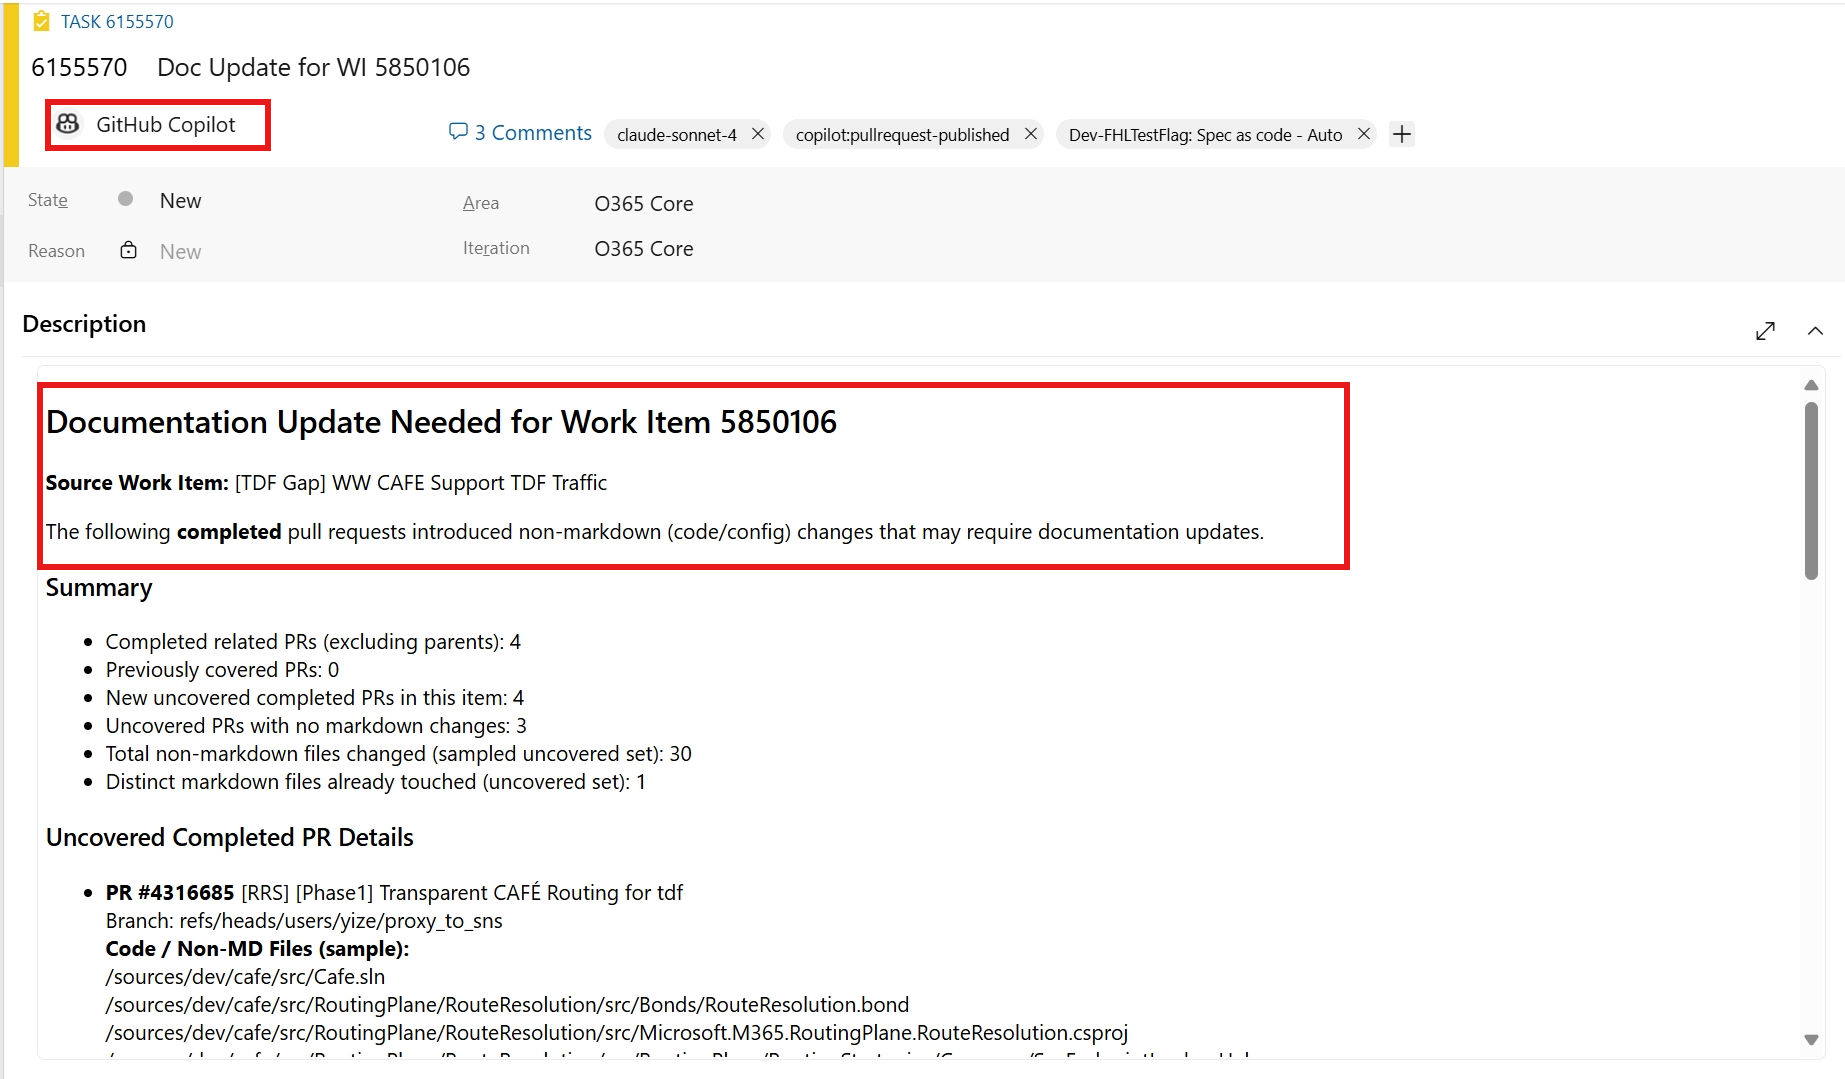 TASK 6155570
6155570 Doc Update for WI 5850106
GitHub Copilot
3 Comments
claude-sonnet-4
copilot:pullrequest-published
Dev-FHLTestFlag: Spec as code - Auto
State New
Area O365 Core
Reason New
Iteration O365 Core
Description
Documentation Update Needed for Work Item 5850106
Source Work Item: [TDF Gap] WW CAFE Support TDF Traffic
The following completed pull requests introduced non-markdown (code/config) changes that may require documentation updates.
Summary
• Completed related PRs (excluding parents): 4
• Previously covered PRs: 0
• New uncovered completed PRs in this item: 4
• Uncovered PRs with no markdown changes: 3
• Total non-markdown files changed (sampled uncovered set): 30
• Distinct markdown files already touched (uncovered set): 1
Uncovered Completed PR Details
• PR #4316685 [RRS] [Phase1] Transparent CAFÉ Routing for tdf
Branch: refs/heads/users/yize/proxy_to_sns
Code / Non-MD Files (sample):
/sources/dev/cafe/src/Cafe.sln
/sources/dev/cafe/src/RoutingPlane/RouteResolution/src/Bonds/RouteResolution.bond
/sources/dev/cafe/src/RoutingPlane/RouteResolution/src/Microsoft.M365.RoutingPlane.RouteResolution.csproj